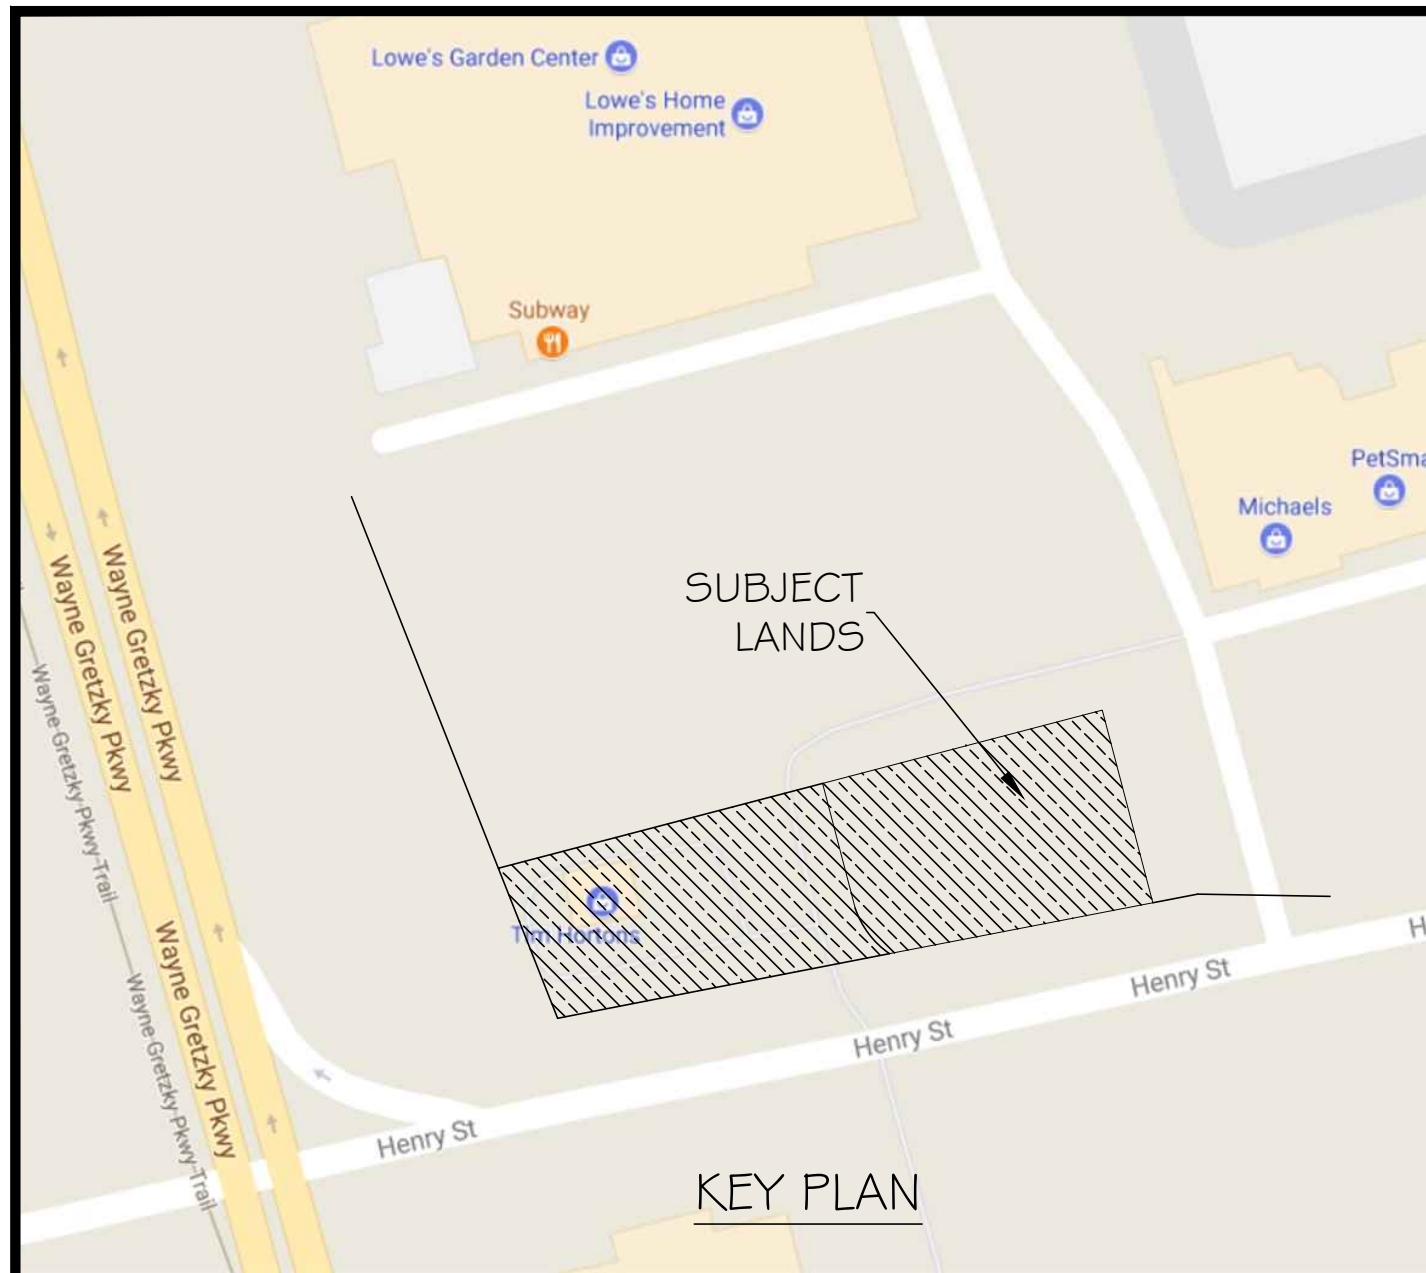 Lowe's Garden Center
Lowe's Home
Improvement
Subway
PetSma
Michaels
SUBJECT
LANDS
Wayne Gretzky Pkwy
Wayne Gretzky Pkwy
Wayne-Gretzky-Pkwy-Trail
Tim Hortons
Wayne Gretzky Pkwy
Wayne-Gretzky-Pkwy-Trail
H
Henry St
Henry St
Henry St
KEY PLAN